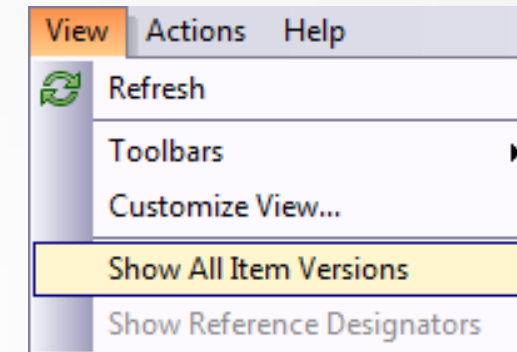 View Actions Help
Refresh
Toolbars
Customize View...
Show All Item Versions
Show Reference Designators